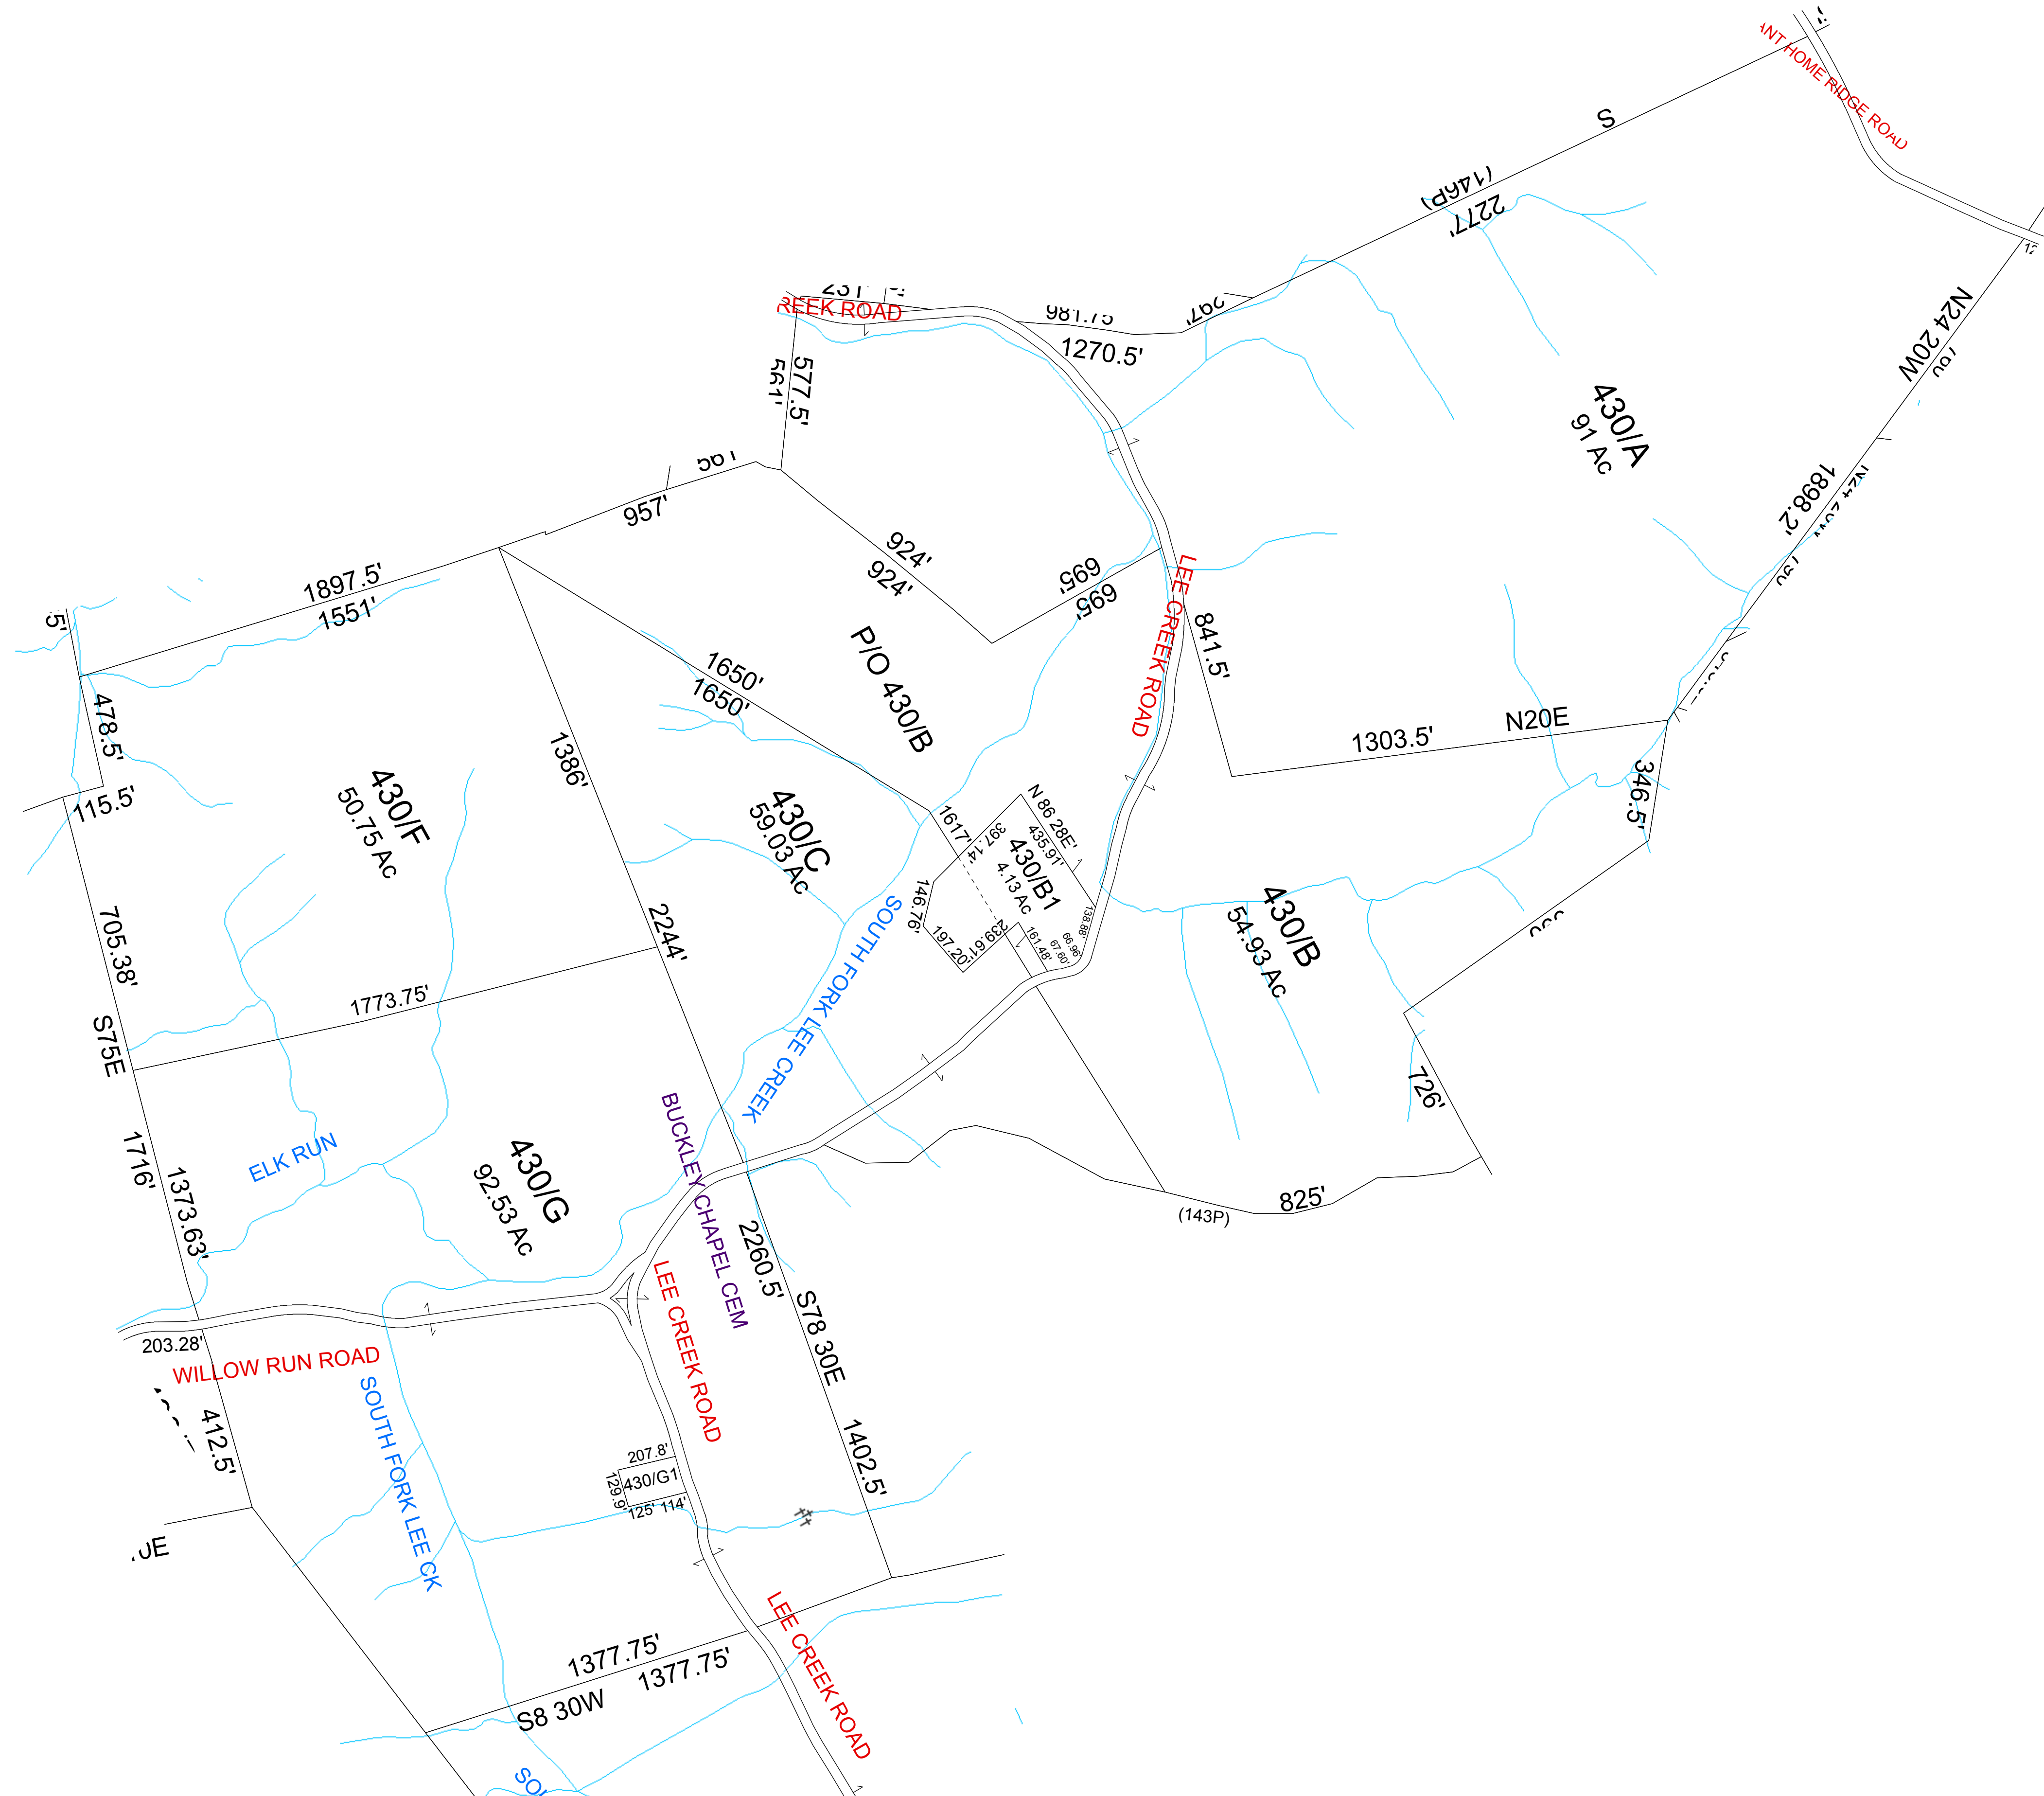 S
(146P)
2277'
HOME RIDGE ROAD
N24 20W
231'
REEK ROAD
981.75
297'
1270.5'
577.5'
561'
430/A
91 Ac
957'
924'
924'
695'
695'
1898.2'
LEE CREEK ROAD
841.5'
1897.5'
1551'
5'
478.5'
115.5'
P/O 430/B
1650'
1650'
1386'
N20E
1303.5'
346.5'
430/F
50.75 Ac
430/C
59.03 Ac
1617'
397.14'
N 86 28E'
435.91'
430/B1
4.13 Ac
146.76'
197.20'
239.61'
161.48'
138.88'
66.96'
67.60'
430/B
54.93 Ac
705.38'
2244'
1773.75'
S75E
SOUTH FORK LEE CREEK
726'
825'
(143P)
1716'
1373.63'
ELK RUN
430/G
92.53 Ac
BUCKLEY CHAPEL CEM
2260.5'
S78 30E
1402.5'
LEE CREEK ROAD
203.28'
WILLOW RUN ROAD
412.5'
SOUTH FORK LEE CK
207.8'
430/G1
129.9'
125' 114'
1377.75'
1377.75'
S8 30W
LEE CREEK ROAD